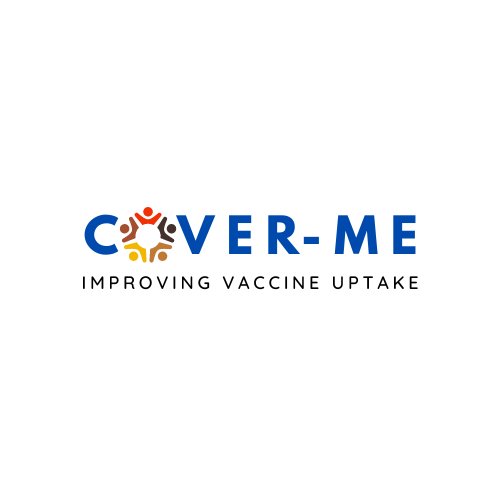 COVER-ME
IMPROVING VACCINE UPTAKE